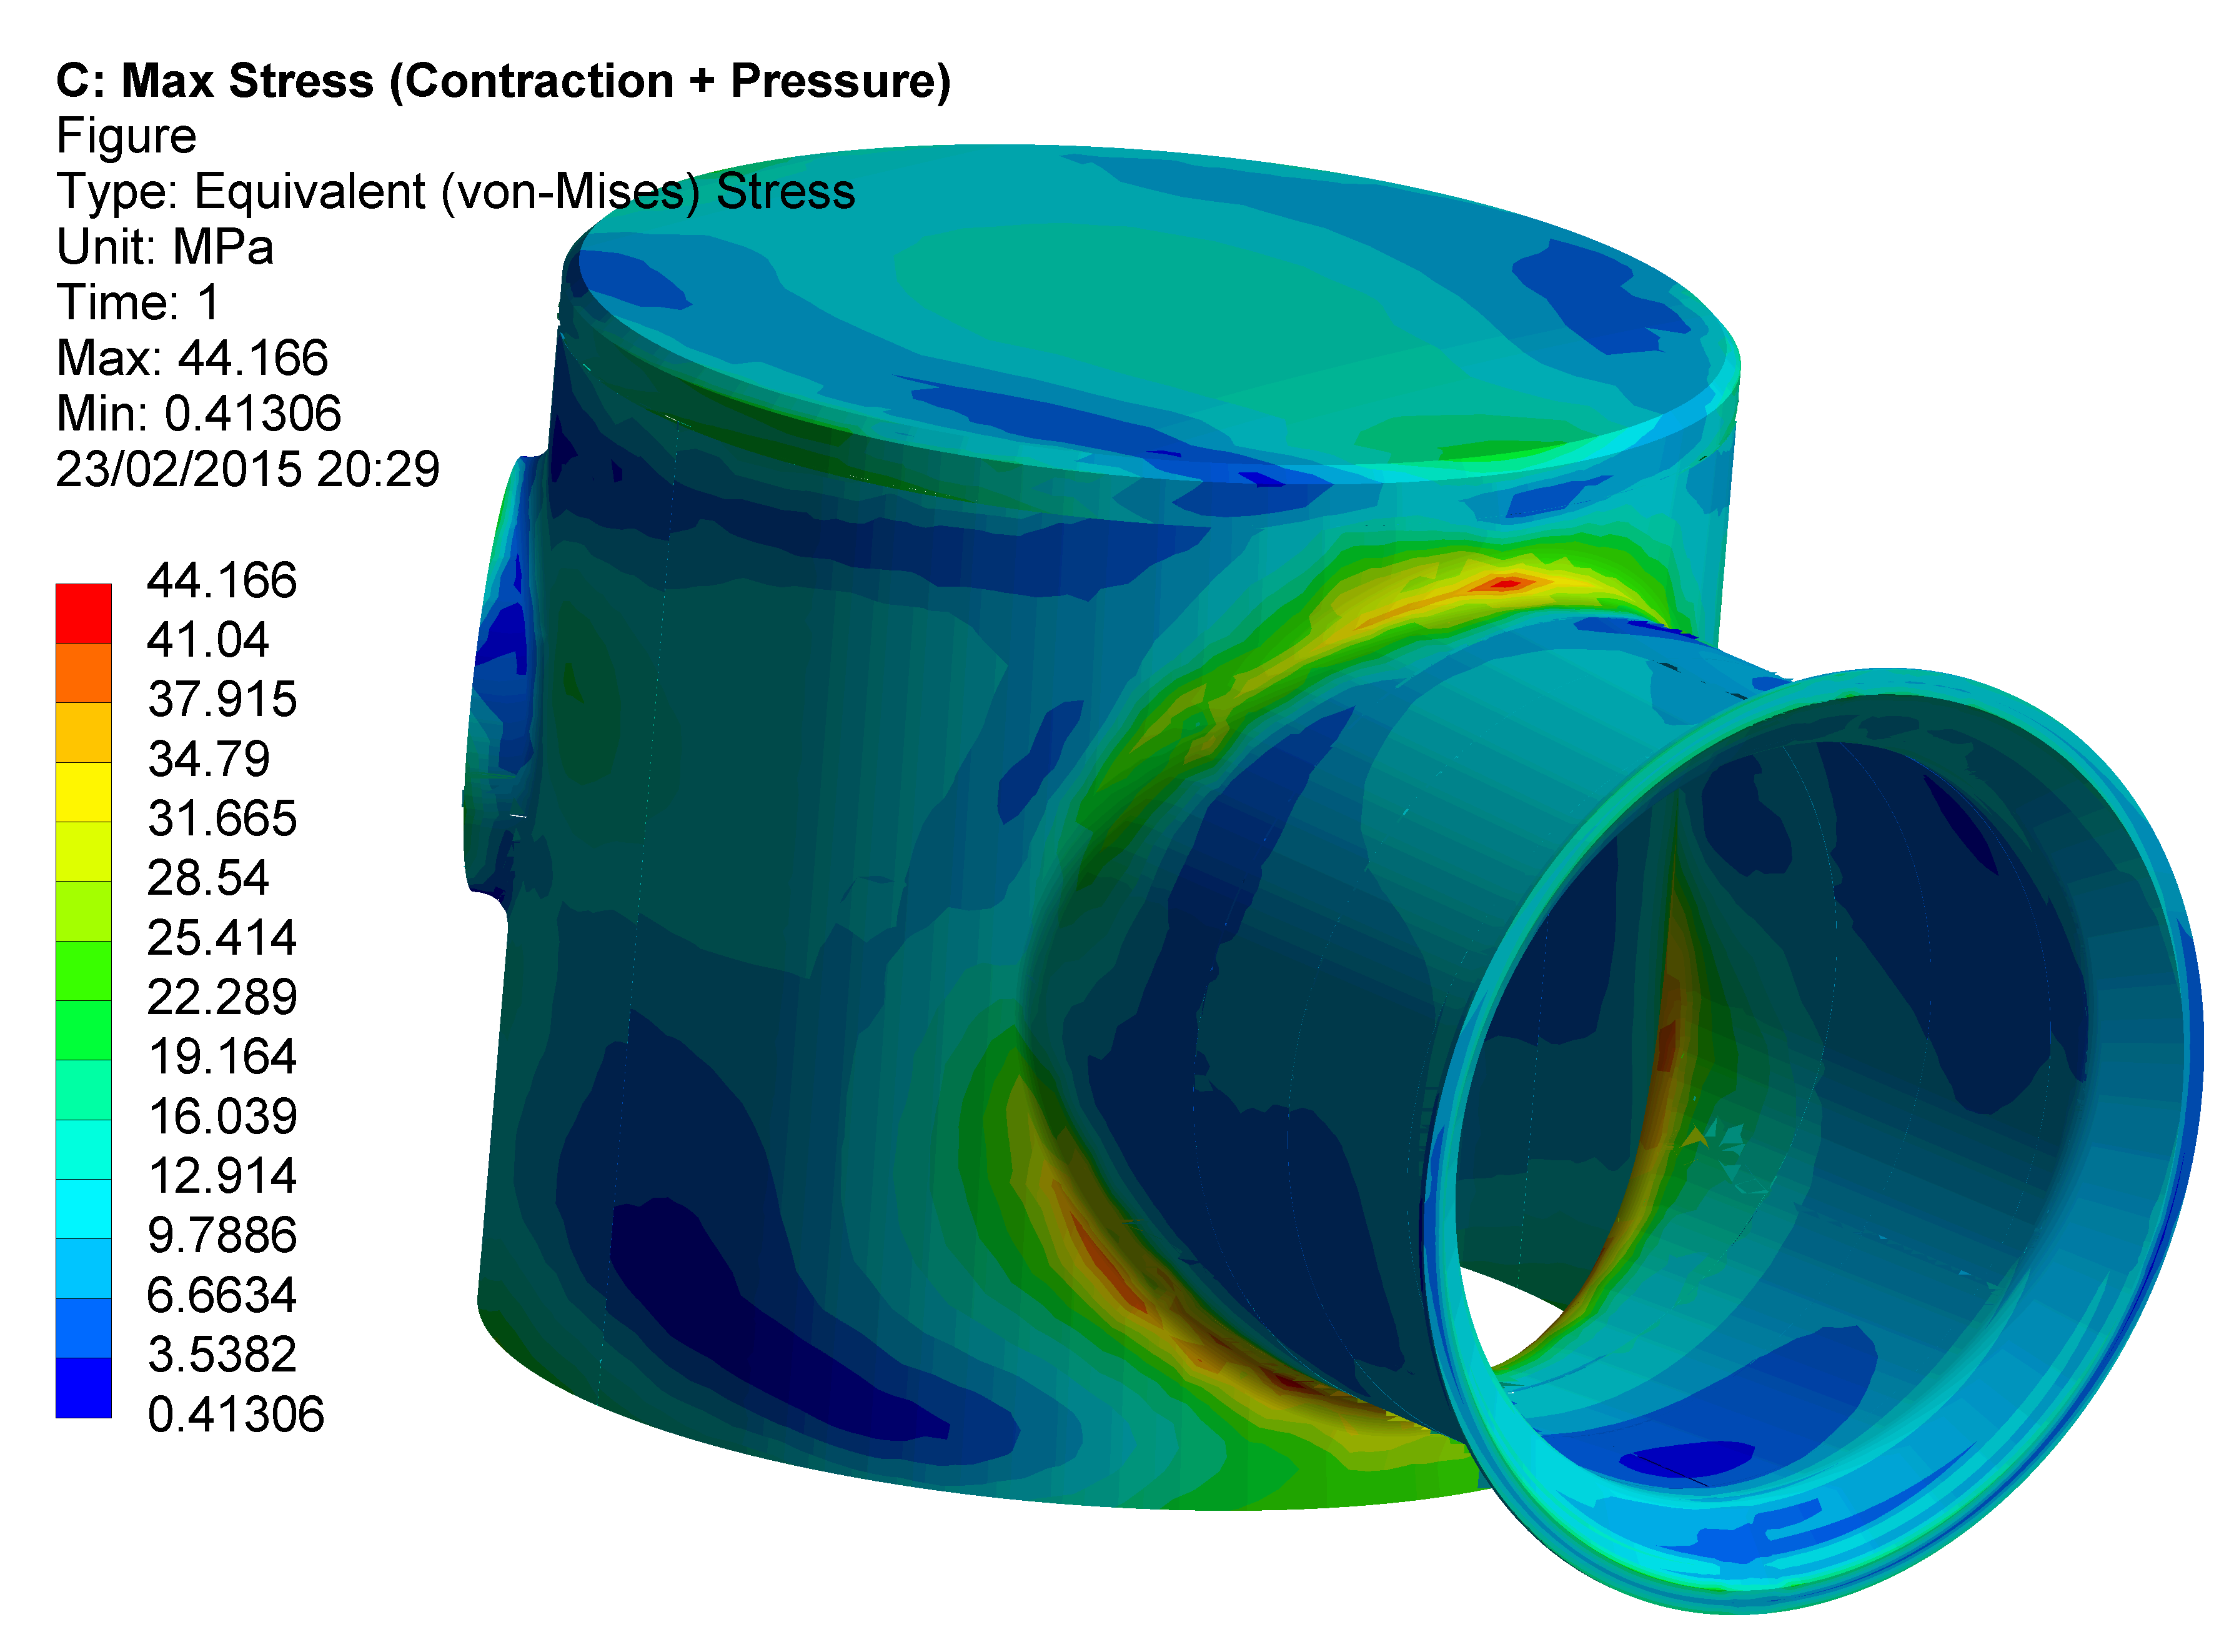 C: Max Stress (Contraction + Pressure)
Figure
Type: Equivalent (von-Mises) Stress
Unit: MPa
Time: 1
Max: 44.166
Min: 0.41306
23/02/2015 20:29
44.166
41.04
37.915
34.79
31.665
28.54
25.414
22.289
19.164
16.039
12.914
9.7886
6.6634
3.5382
0.41306